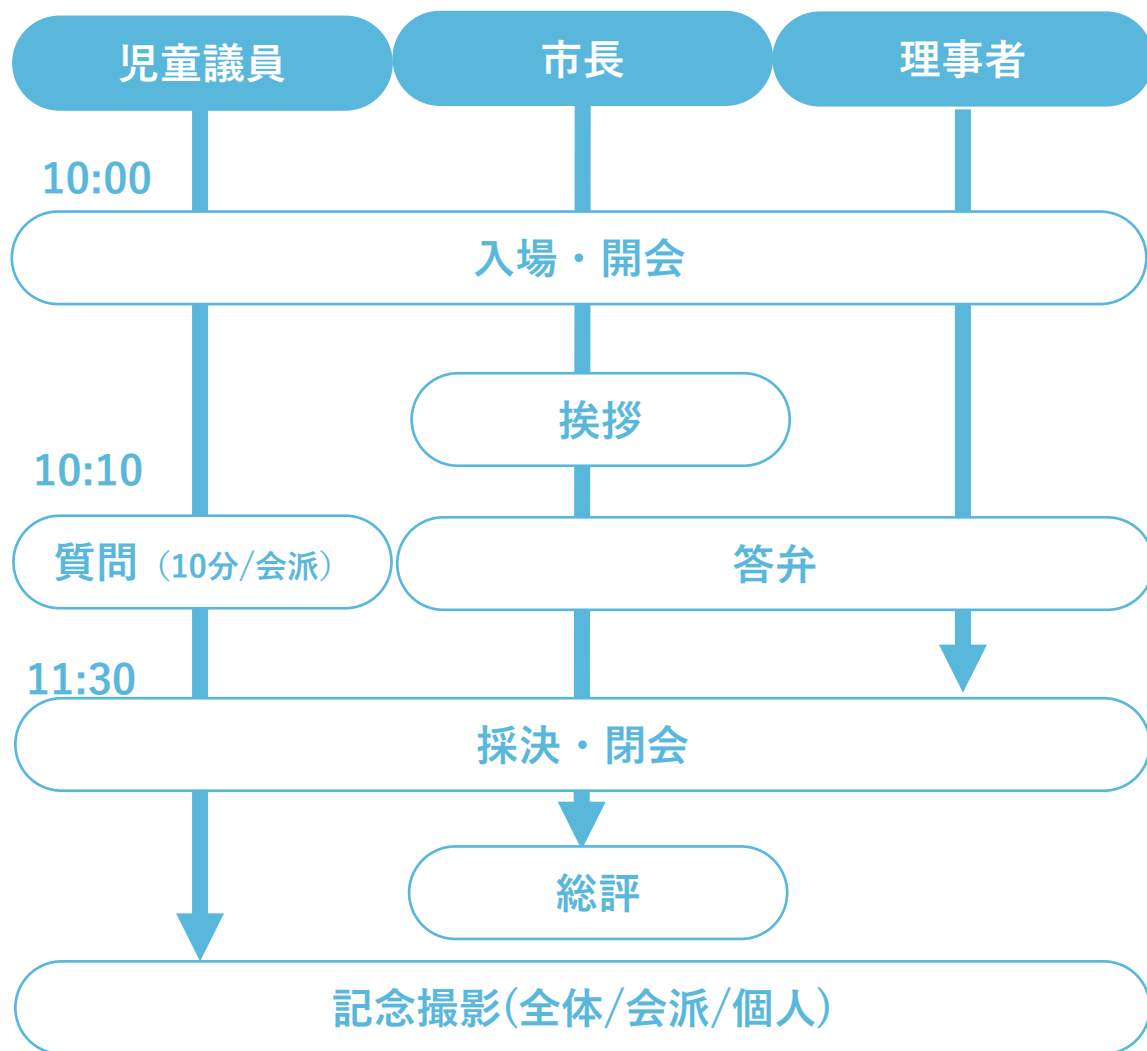 児童議員
市長
理事者
10:00
入場・開会
挨拶
10:10
質問（10分/会派）
答弁
11:30
採決・閉会
総評
記念撮影(全体/会派/個人)